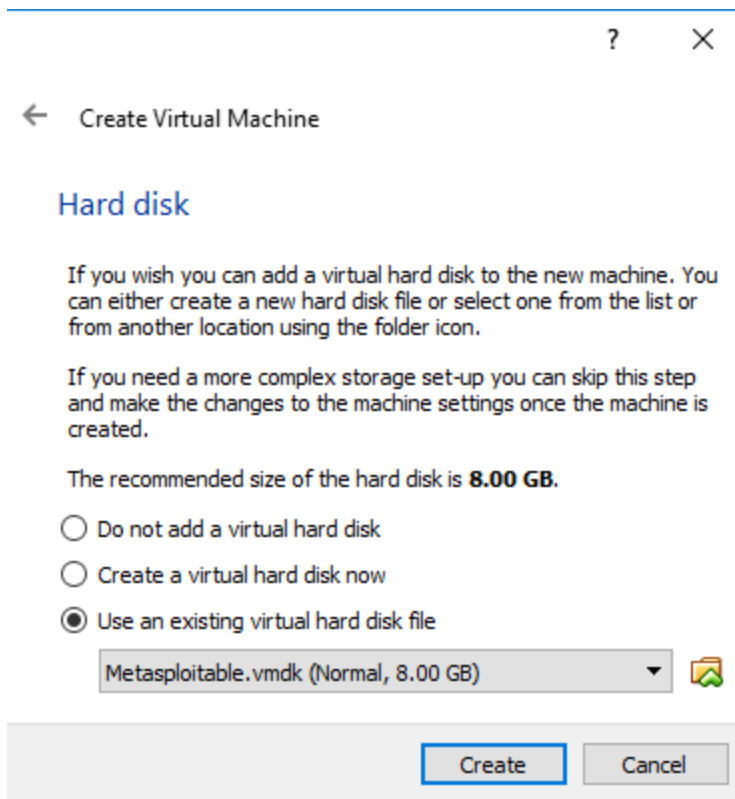 ?
Create Virtual Machine
Hard disk
If you wish you can add a virtual hard disk to the new machine. You
can either create a new hard disk file or select one from the list or
from another location using the folder icon.
If you need a more complex storage set-up you can skip this step
and make the changes to the machine settings once the machine is
created.
The recommended size of the hard disk is 8.00 GB.
Do not add a virtual hard disk
Create a virtual hard disk now
Use an existing virtual hard disk file
Metasploitable.vmdk (Normal, 8.00 GB)
Create Cancel